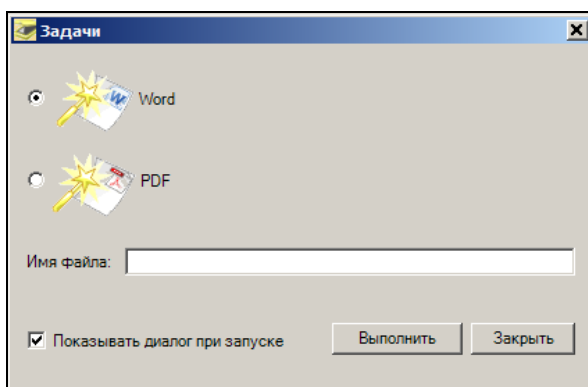 Задачи
Word
PDF
Имя файла:
Показывать диалог при запуске
Выполнить
Закрыть